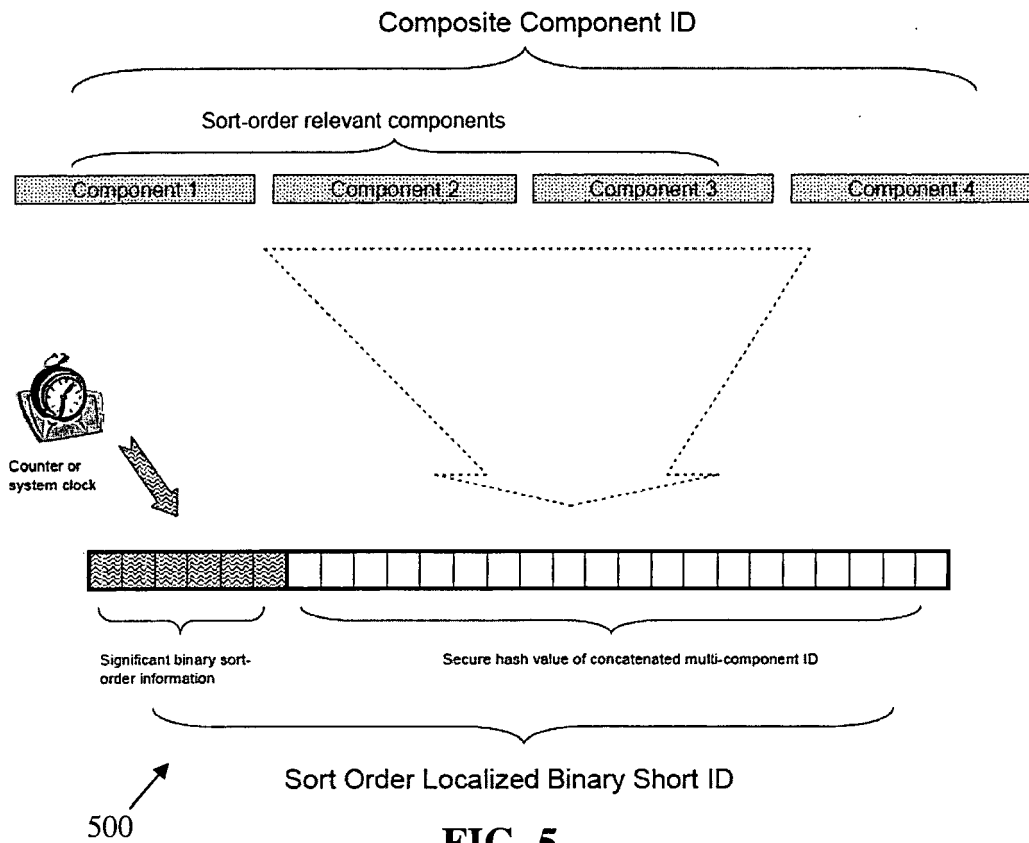 Composite Component ID
Sort-order relevant components
Component 1
Component 2
Component 3
Component 4
Counter or
system clock
Significant binary sort-
order information
Secure hash value of concatenated multi-component ID
Sort Order Localized Binary Short ID
500
FIG. 5